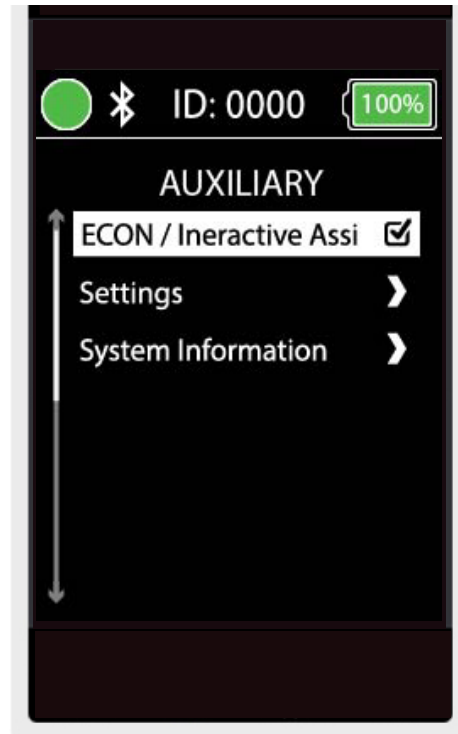 ID: 0000 100%
AUXILIARY
ECON / Ineractive Assi
Settings
System Information